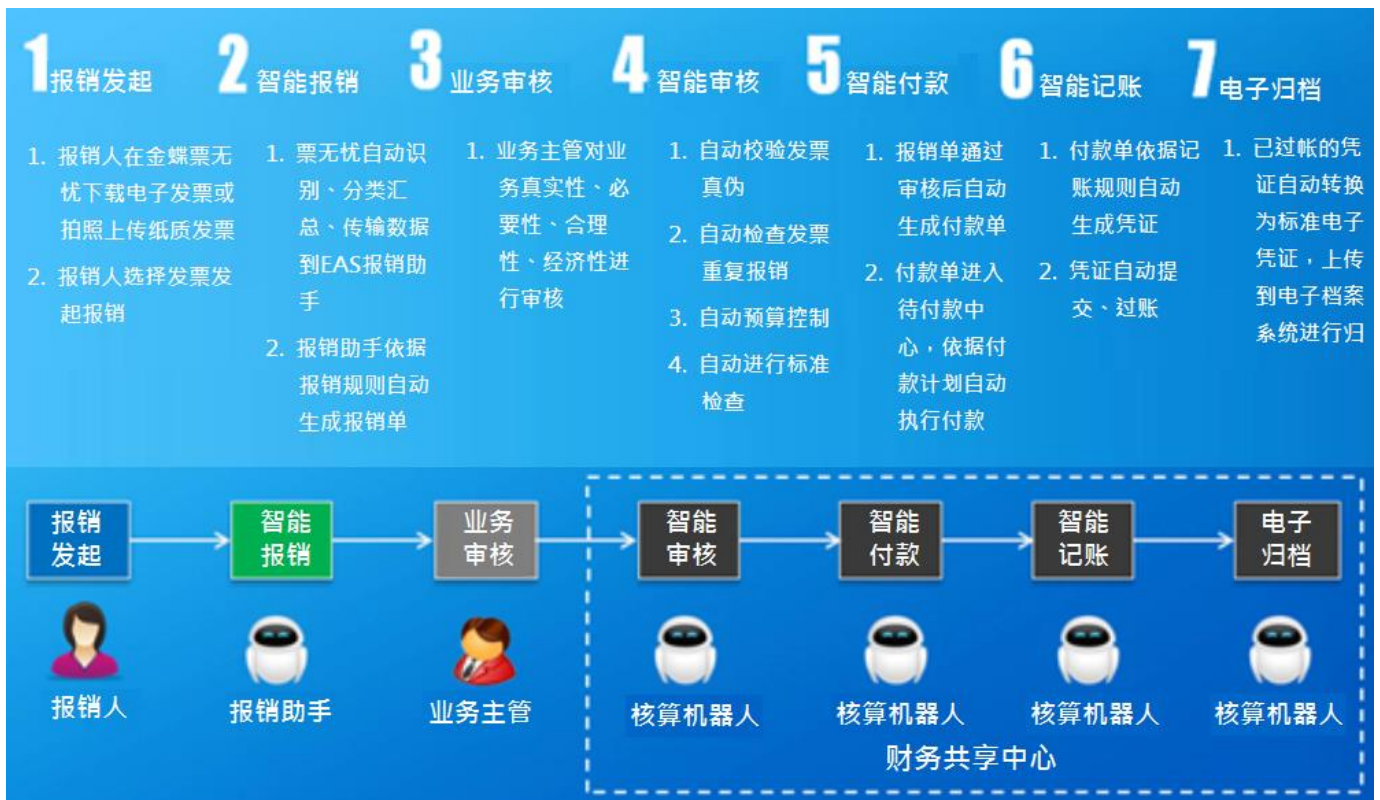 1报销发起
1. 报销人在金蝶票无
忧下载电子发票或
拍照上传纸质发票
2. 报销人选择发票发
起报销
2 智能报销
1. 票无忧自动识
别、分类汇
总、传输数据
到EAS报销助
手
2. 报销助手依据
报销规则自动
生成报销单
3 业务审核
1. 业务主管对业
务真实性、必
要性、合理
性、经济性进
行审核
4 智能审核
1. 自动校验发票
真伪
2. 自动检查发票
重复报销
3. 自动预算控制
4. 自动进行标准
检查
5 智能付款
1. 报销单通过
审核后自动
生成付款单
2. 付款单进入
待付款中
心，依据付
款计划自动
执行付款
6 智能记账
1. 付款单依据记
账规则自动
生成凭证
2. 凭证自动提
交、过账
7 电子归档
1. 已过帐的凭
证自动转换
为标准电子
凭证，上传
到电子档案
系统进行归
报销
发起
智能
报销
业务
审核
智能
审核
智能
付款
智能
记账
电子
归档
报销人
报销助手
业务主管
核算机器人
核算机器人
核算机器人
核算机器人
财务共享中心